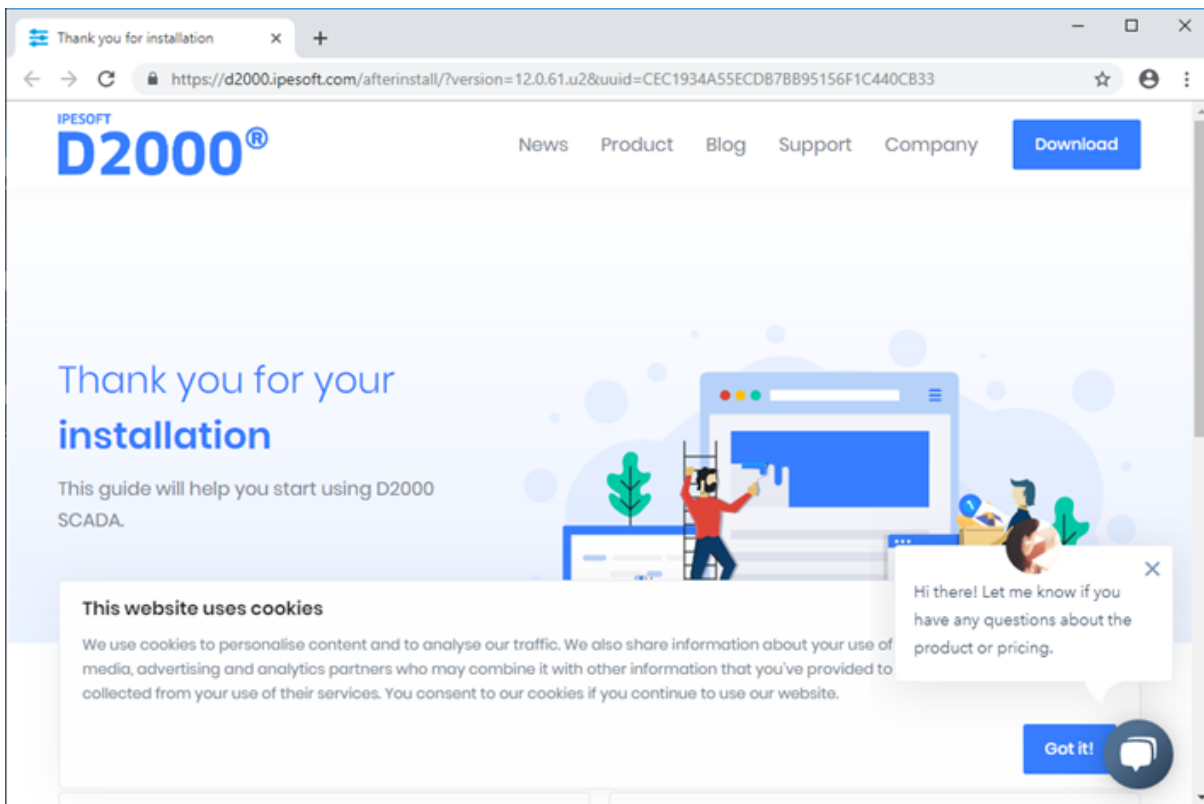 Thank you for installation
https://d2000.ipesoft.com/afterinstall/?version=12.0.61.u2&uuid=CEC1934A55ECDB7BB95156F1C440CB33
IPESOFT
D2000®
News Product Blog Support Company Download
Thank you for your
installation
This guide will help you start using D2000
SCADA.
This website uses cookies
We use cookies to personalise content and to analyse our traffic. We also share information about your use of
media, advertising and analytics partners who may combine it with other information that you've provided to
collected from your use of their services. You consent to our cookies if you continue to use our website.
Got it!
Hi there! Let me know if you
have any questions about the
product or pricing.